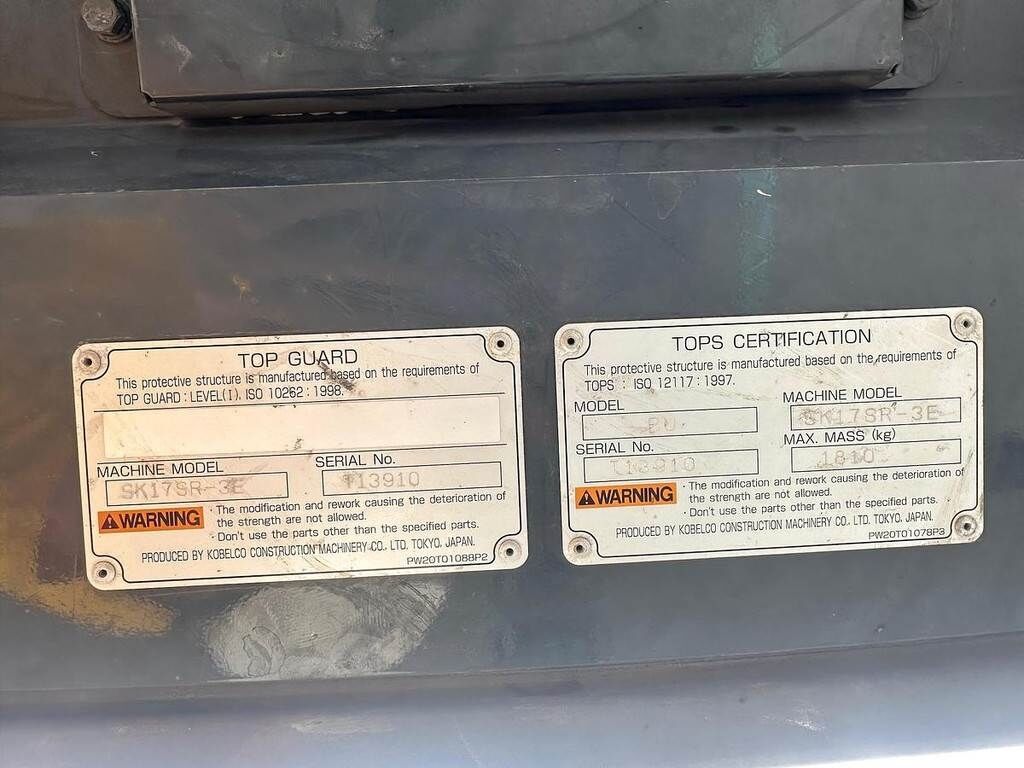 TOP GUARD
This protective structure is manufactured based on the requirements of
TOP GUARD : LEVEL(I). ISO 10262 : 1998.
MACHINE MODEL
SK17SR-3E
SERIAL No.
T13910
WARNING
· The modification and rework causing the deterioration of
the strength are not allowed.
· Don't use the parts other than the specified parts.
PRODUCED BY KOBELCO CONSTRUCTION MACHINERY CO., LTD. TOKYO, JAPAN.
PW20T01088P2
TOPS CERTIFICATION
This protective structure is manufactured based on the requirements of
TOPS : ISO 12117 : 1997.
MODEL
MACHINE MODEL
SK17SR-3E
SERIAL No.
T13910
MAX. MASS (kg)
1810
WARNING
· The modification and rework causing the deterioration of
the strength are not allowed.
· Don't use the parts other than the specified parts.
PRODUCED BY KOBELCO CONSTRUCTION MACHINERY CO., LTD. TOKYO, JAPAN.
PW20T01078P3